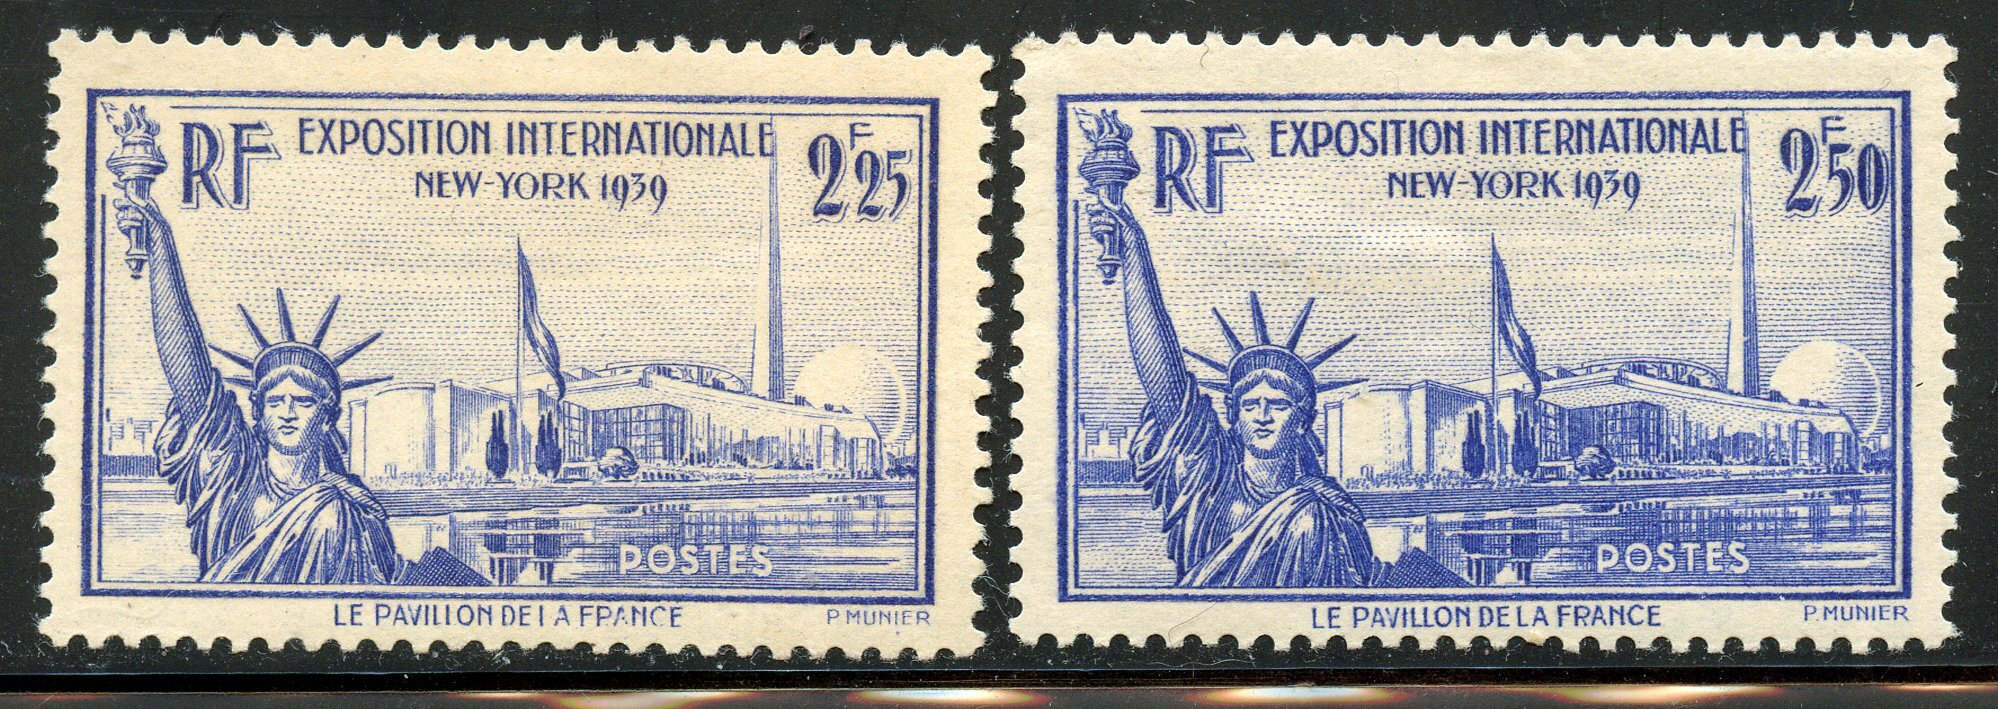 RF EXPOSITION INTERNATIONALE 2F25
NEW-YORK 1939
POSTES
LE PAVILLON DE LA FRANCE P. MUNIER
RF EXPOSITION INTERNATIONALE 2F50
NEW-YORK 1939
POSTES
LE PAVILLON DE LA FRANCE P. MUNIER